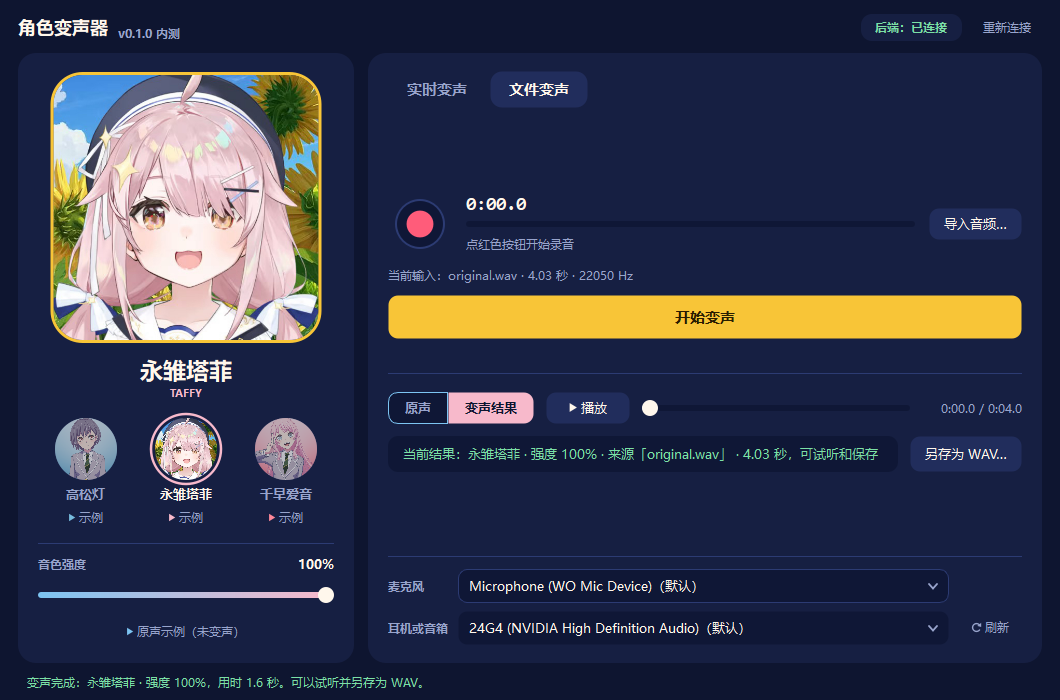 角色变声器 v0.1.0 内测
后端：已连接
重新连接
永雏塔菲
TAFFY
高松灯
永雏塔菲
千早爱音
示例
示例
示例
音色强度
100%
原声示例（未变声）
实时变声
文件变声
0:00.0
点红色按钮开始录音
导入音频...
当前输入：original.wav · 4.03 秒 · 22050 Hz
开始变声
原声
变声结果
播放
0:00.0 / 0:04.0
当前结果：永雏塔菲 · 强度 100% · 来源「original.wav」 · 4.03 秒，可试听和保存
另存为 WAV...
麦克风
Microphone (WO Mic Device)（默认）
耳机或音箱
24G4 (NVIDIA High Definition Audio)（默认）
刷新
变声完成：永雏塔菲 · 强度 100%，用时 1.6 秒。可以试听并另存为 WAV。